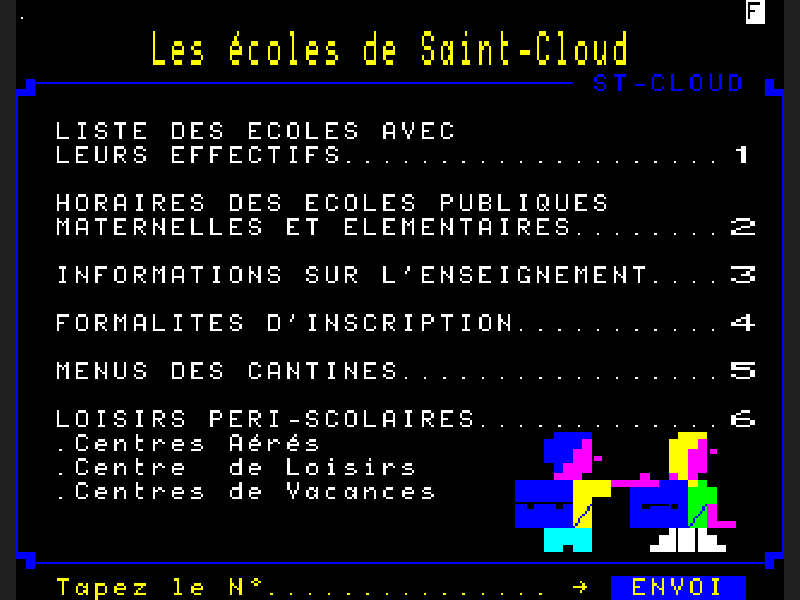 .
F
Les écoles de Saint-Cloud
ST-CLOUD
LISTE DES ECOLES AVEC
LEURS EFFECTIFS.................... 1
HORAIRES DES ECOLES PUBLIQUES
MATERNELLES ET ELEMENTAIRES........ 2
INFORMATIONS SUR L'ENSEIGNEMENT.... 3
FORMALITES D'INSCRIPTION........... 4
MENUS DES CANTINES................. 5
LOISIRS PERI-SCOLAIRES............. 6
.Centres Aérés
.Centre  de Loisirs
.Centres de Vacances
Tapez le N°............... → ENVOI